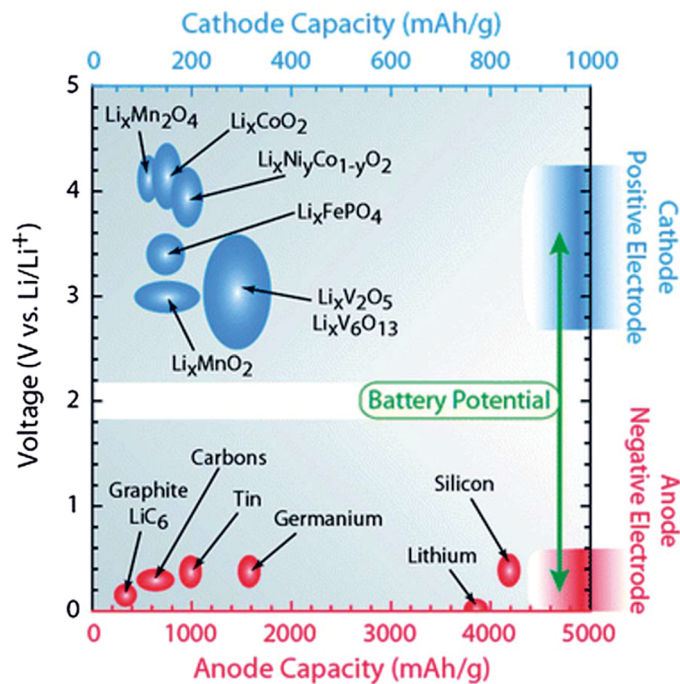 Cathode Capacity (mAh/g)
0 200 400 600 800 1000
5
4
3
2
1
0
Voltage (V vs. Li/Li+)
LixMn2O4
LixCoO2
LixNiyCo1-yO2
LixFePO4
LixV2O5
LixV6O13
LixMnO2
Cathode
Positive Electrode
Battery Potential
Anode
Negative Electrode
Carbons
Graphite
LiC6
Tin
Germanium
Silicon
Lithium
0 1000 2000 3000 4000 5000
Anode Capacity (mAh/g)